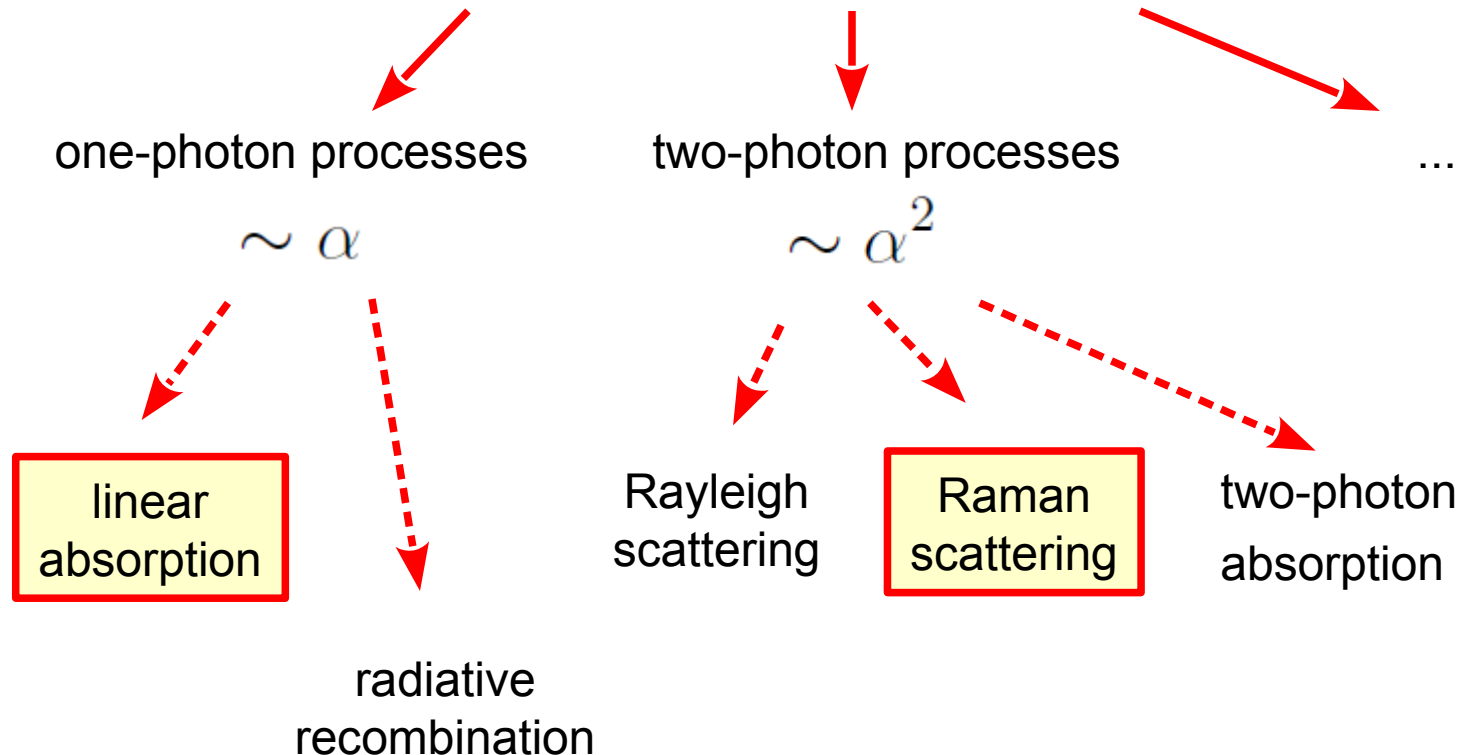 one-photon processes
two-photon processes
...
∼ α
∼ α²
linear
absorption
radiative
recombination
Rayleigh
scattering
Raman
scattering
two-photon
absorption